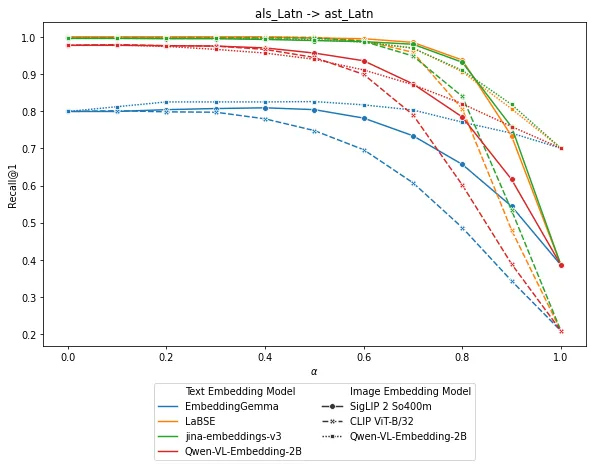 als_Latn -> ast_Latn
Recall@1
1.0
0.9
0.8
0.7
0.6
0.5
0.4
0.3
0.2
0.0 0.2 0.4 0.6 0.8 1.0
α
Text Embedding Model Image Embedding Model
EmbeddingGemma SigLIP 2 So400m
LaBSE CLIP ViT-B/32
jina-embeddings-v3 Qwen-VL-Embedding-2B
Qwen-VL-Embedding-2B